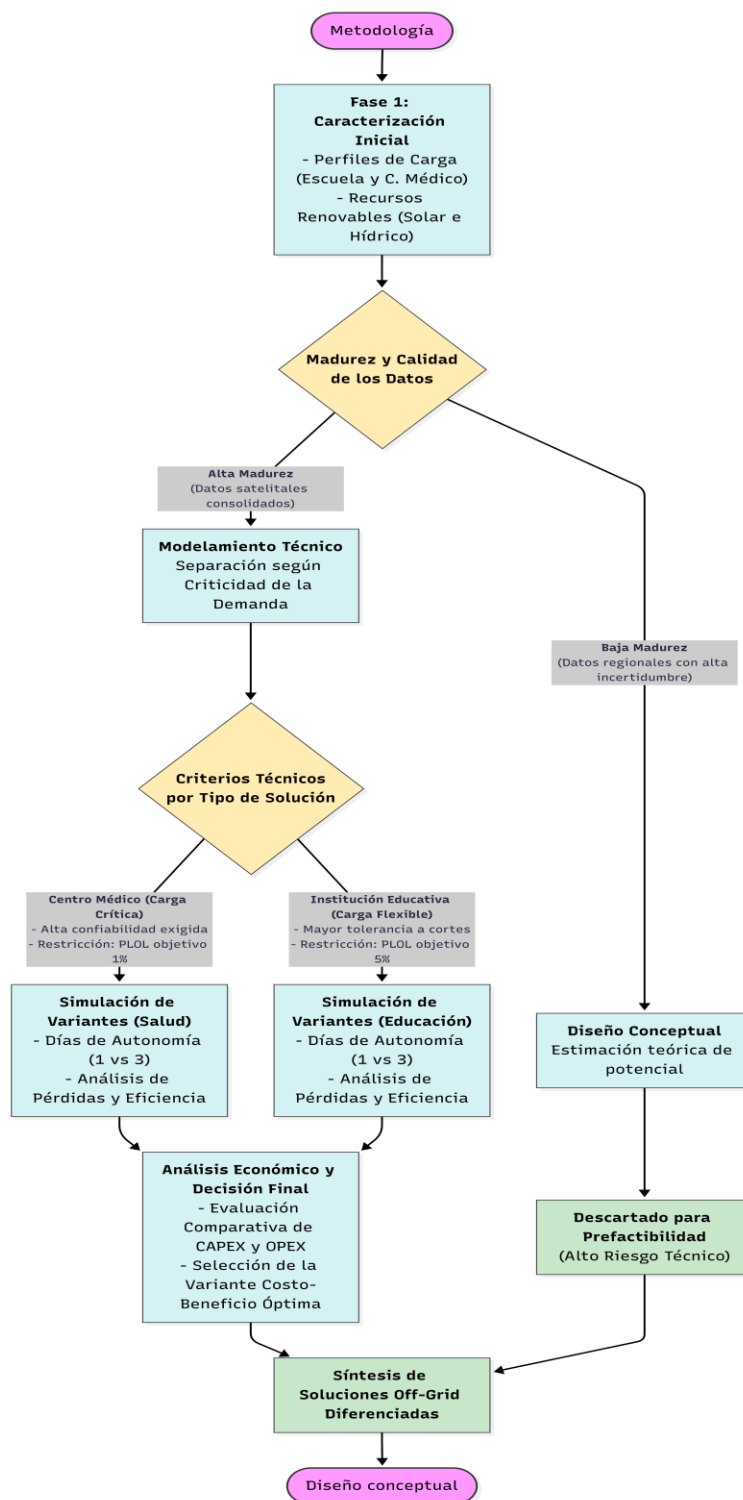 Metodología
Fase 1:
Caracterización
Inicial
- Perfiles de Carga
(Escuela y C. Médico)
- Recursos
Renovables (Solar e
Hídrico)
Madurez y Calidad
de los Datos
Alta Madurez
(Datos satelitales
consolidados)
Modelamiento Técnico
Separación según
Criticidad de la
Demanda
Baja Madurez
(Datos regionales con alta
incertidumbre)
Criterios Técnicos
por Tipo de Solución
Centro Médico (Carga
Crítica)
- Alta confiabilidad exigida
- Restricción: PLOL objetivo
1%
Institución Educativa
(Carga Flexible)
- Mayor tolerancia a cortes
- Restricción: PLOL objetivo
5%
Simulación de
Variantes (Salud)
- Días de Autonomía
(1 vs 3)
- Análisis de
Pérdidas y Eficiencia
Simulación de
Variantes (Educación)
- Días de Autonomía
(1 vs 3)
- Análisis de
Pérdidas y Eficiencia
Diseño Conceptual
Estimación teórica de
potencial
Análisis Económico y
Decisión Final
- Evaluación
Comparativa de
CAPEX y OPEX
- Selección de la
Variante Costo-
Beneficio Óptima
Descartado para
Prefactibilidad
(Alto Riesgo Técnico)
Síntesis de
Soluciones Off-Grid
Diferenciadas
Diseño conceptual